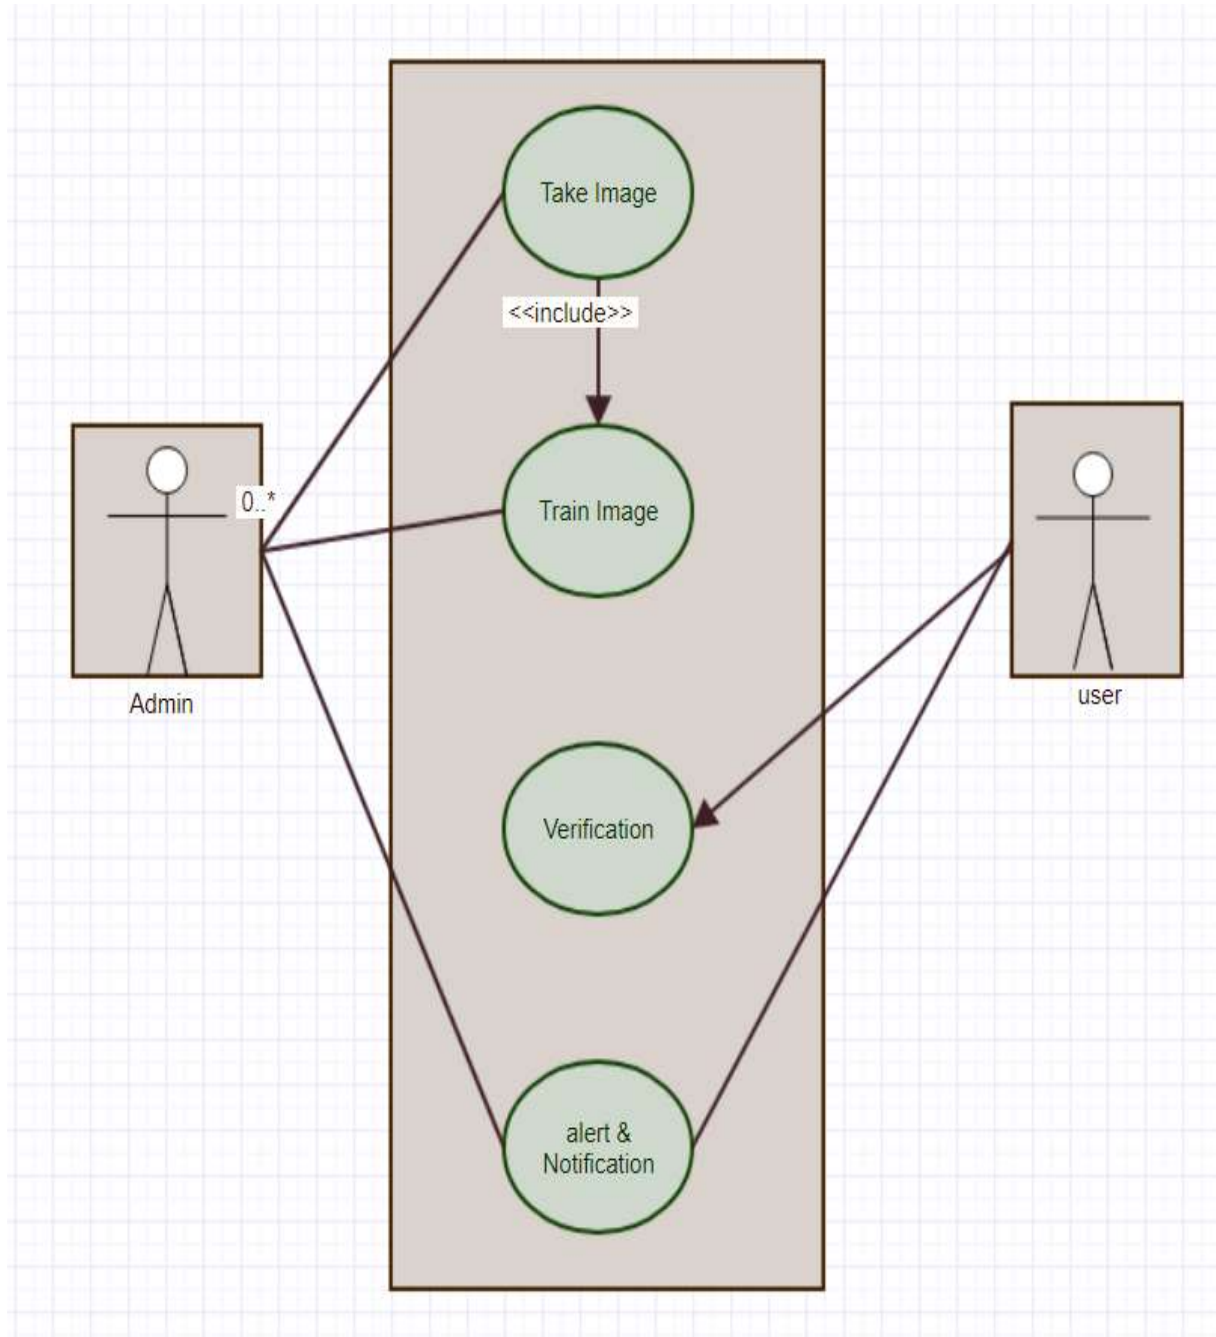 Take Image
<<include>>
0..*
Train Image
Admin
user
Verification
alert &
Notification